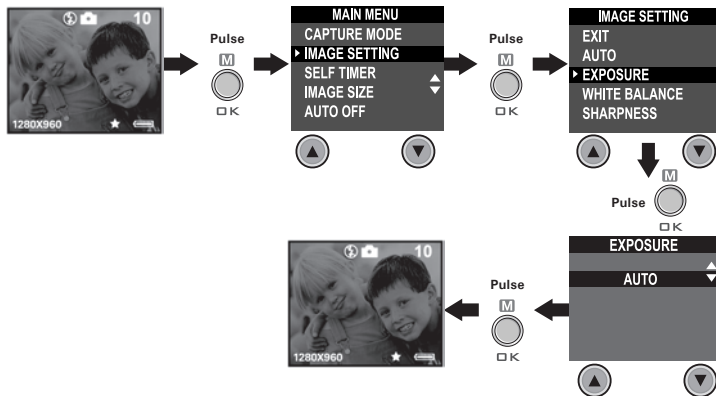 10
1280X960
Pulse
M
OK
MAIN MENU
CAPTURE MODE
IMAGE SETTING
SELF TIMER
IMAGE SIZE
AUTO OFF
Pulse
M
OK
IMAGE SETTING
EXIT
AUTO
EXPOSURE
WHITE BALANCE
SHARPNESS
Pulse
M
OK
EXPOSURE
AUTO
Pulse
M
OK
10
1280X960